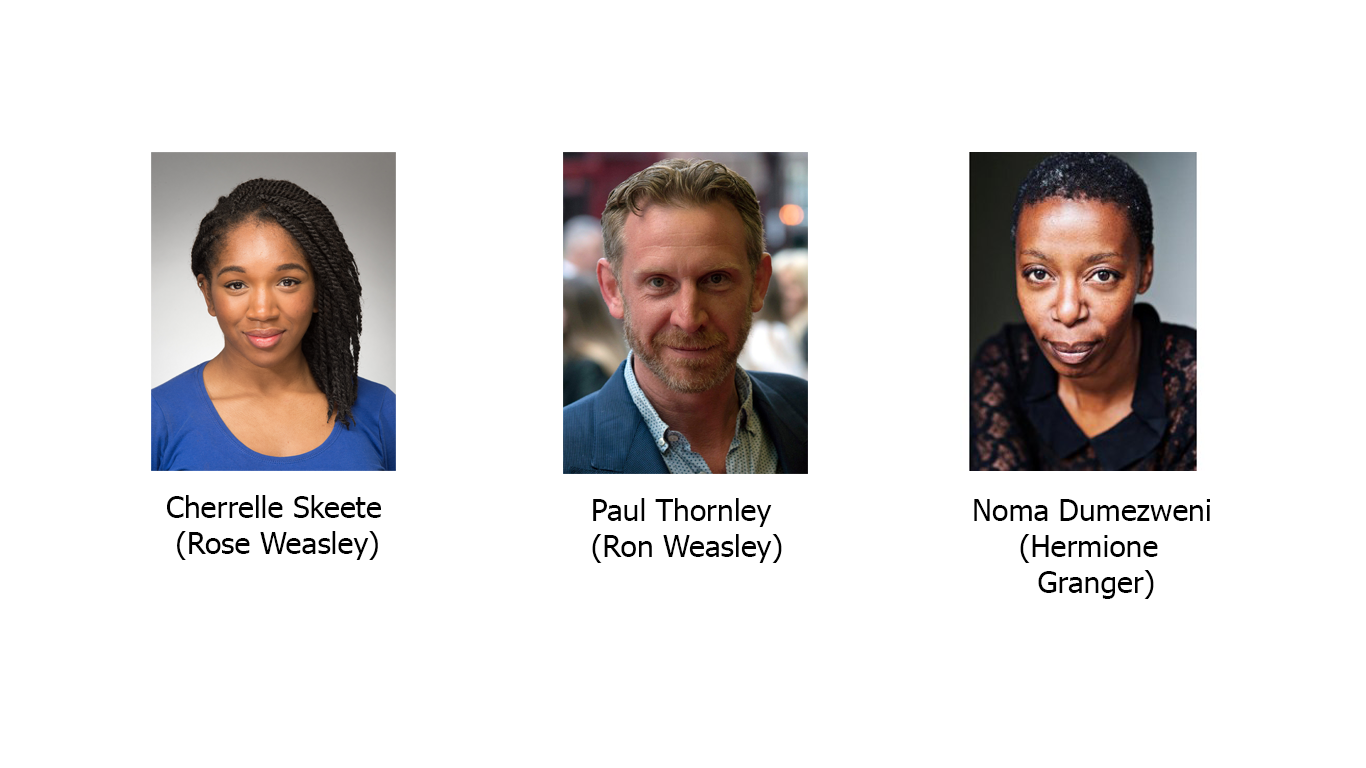 Cherrelle Skeete
(Rose Weasley)
Paul Thornley
(Ron Weasley)
Noma Dumezweni
(Hermione
Granger)